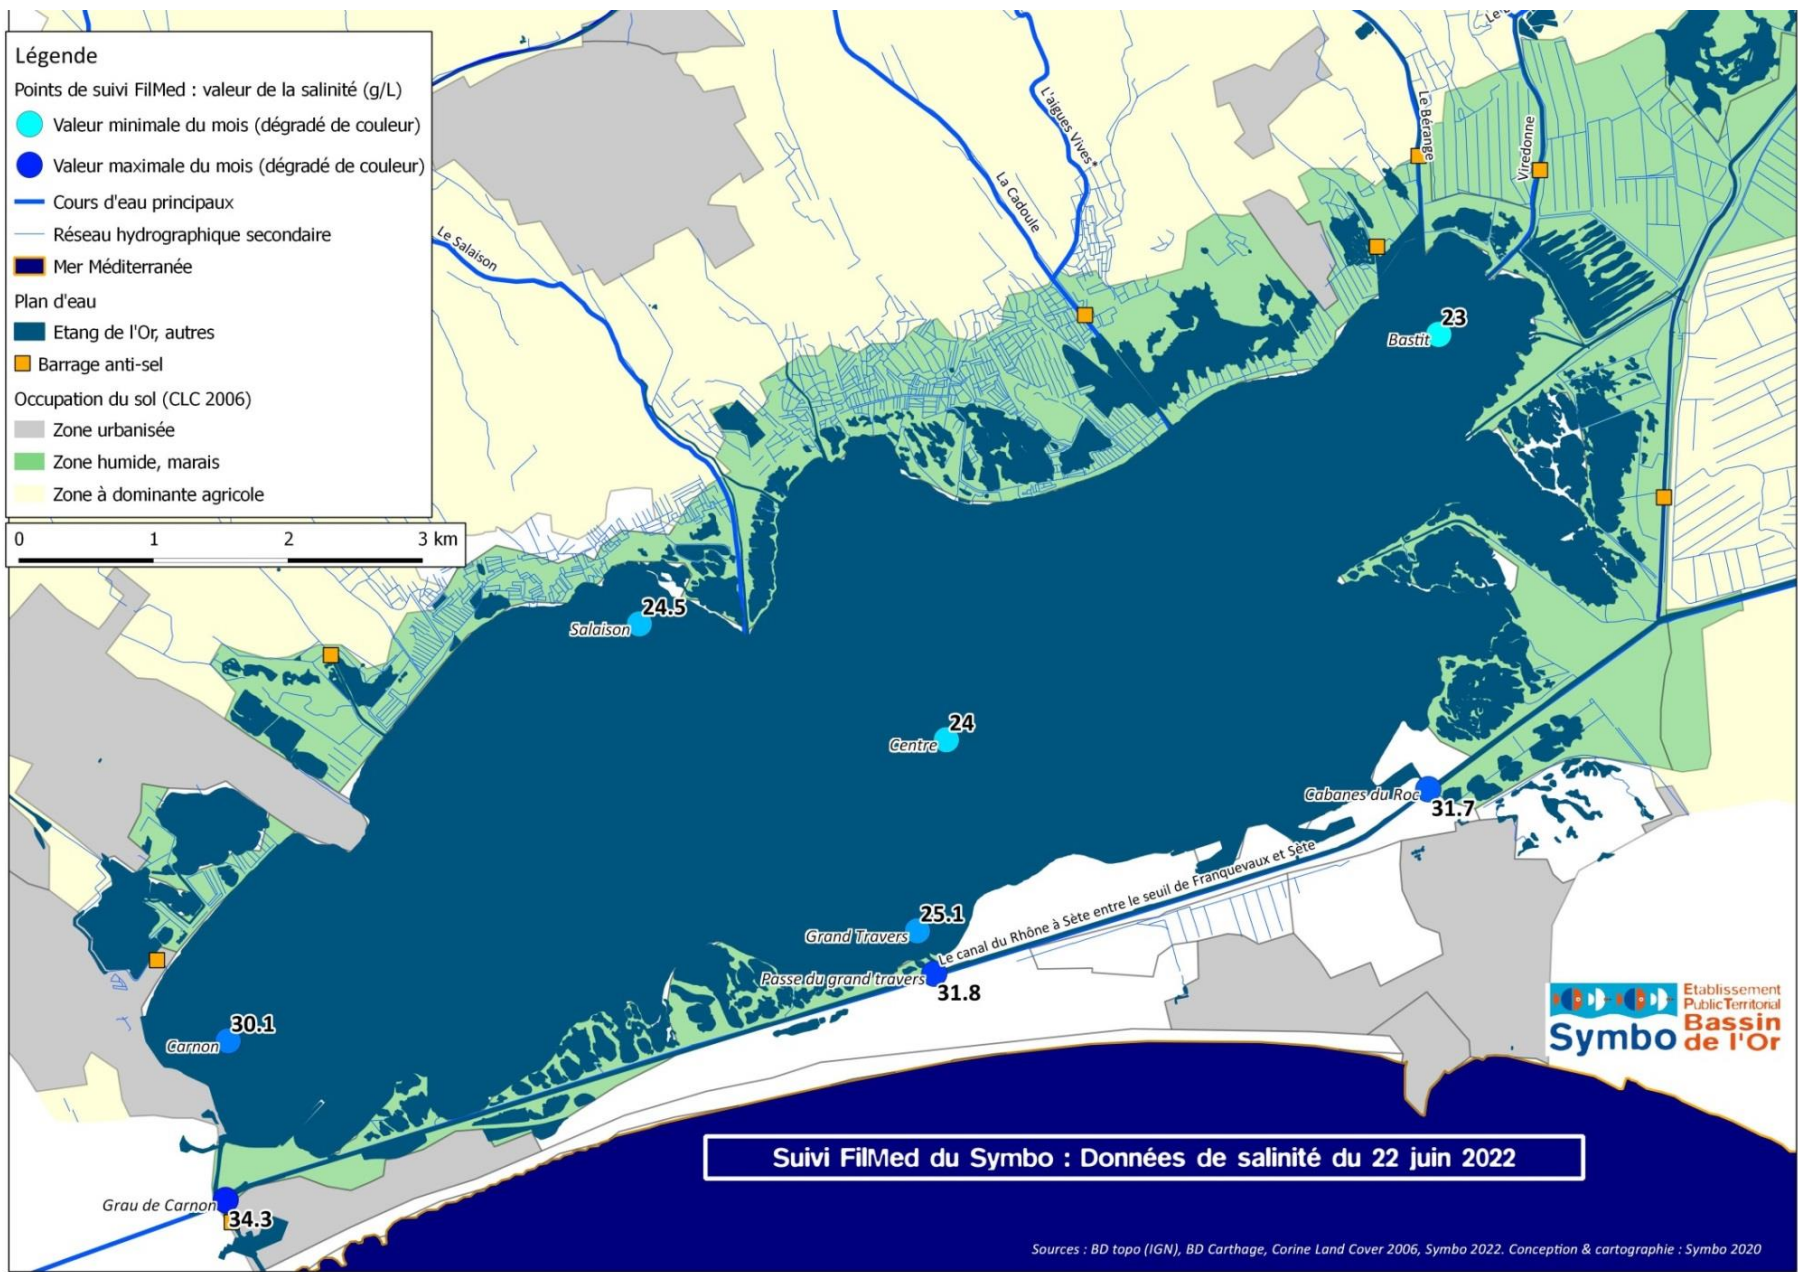 Légende
Points de suivi FilMed : valeur de la salinité (g/L)
Valeur minimale du mois (dégradé de couleur)
Valeur maximale du mois (dégradé de couleur)
Cours d'eau principaux
Réseau hydrographique secondaire
Mer Méditerranée
Plan d'eau
Etang de l'Or, autres
Barrage anti-sel
Occupation du sol (CLC 2006)
Zone urbanisée
Zone humide, marais
Zone à dominante agricole
0 1 2 3 km
Le Salaison
La Cadoule
L'aigues Vives*
Le Bérange
Viredonne
23
Bastit
24.5
Salaison
24
Centre
Cabanes du Roc
31.7
Le canal du Rhône à Sète entre le seuil de Franquevaux et Sète
25.1
Grand Travers
Passe du grand travers
31.8
30.1
Carnon
Grau de Carnon
34.3
Etablissement
Public Territorial
Symbo
Bassin
de l'Or
Suivi FilMed du Symbo : Données de salinité du 22 juin 2022
Sources : BD topo (IGN), BD Carthage, Corine Land Cover 2006, Symbo 2022. Conception & cartographie : Symbo 2020